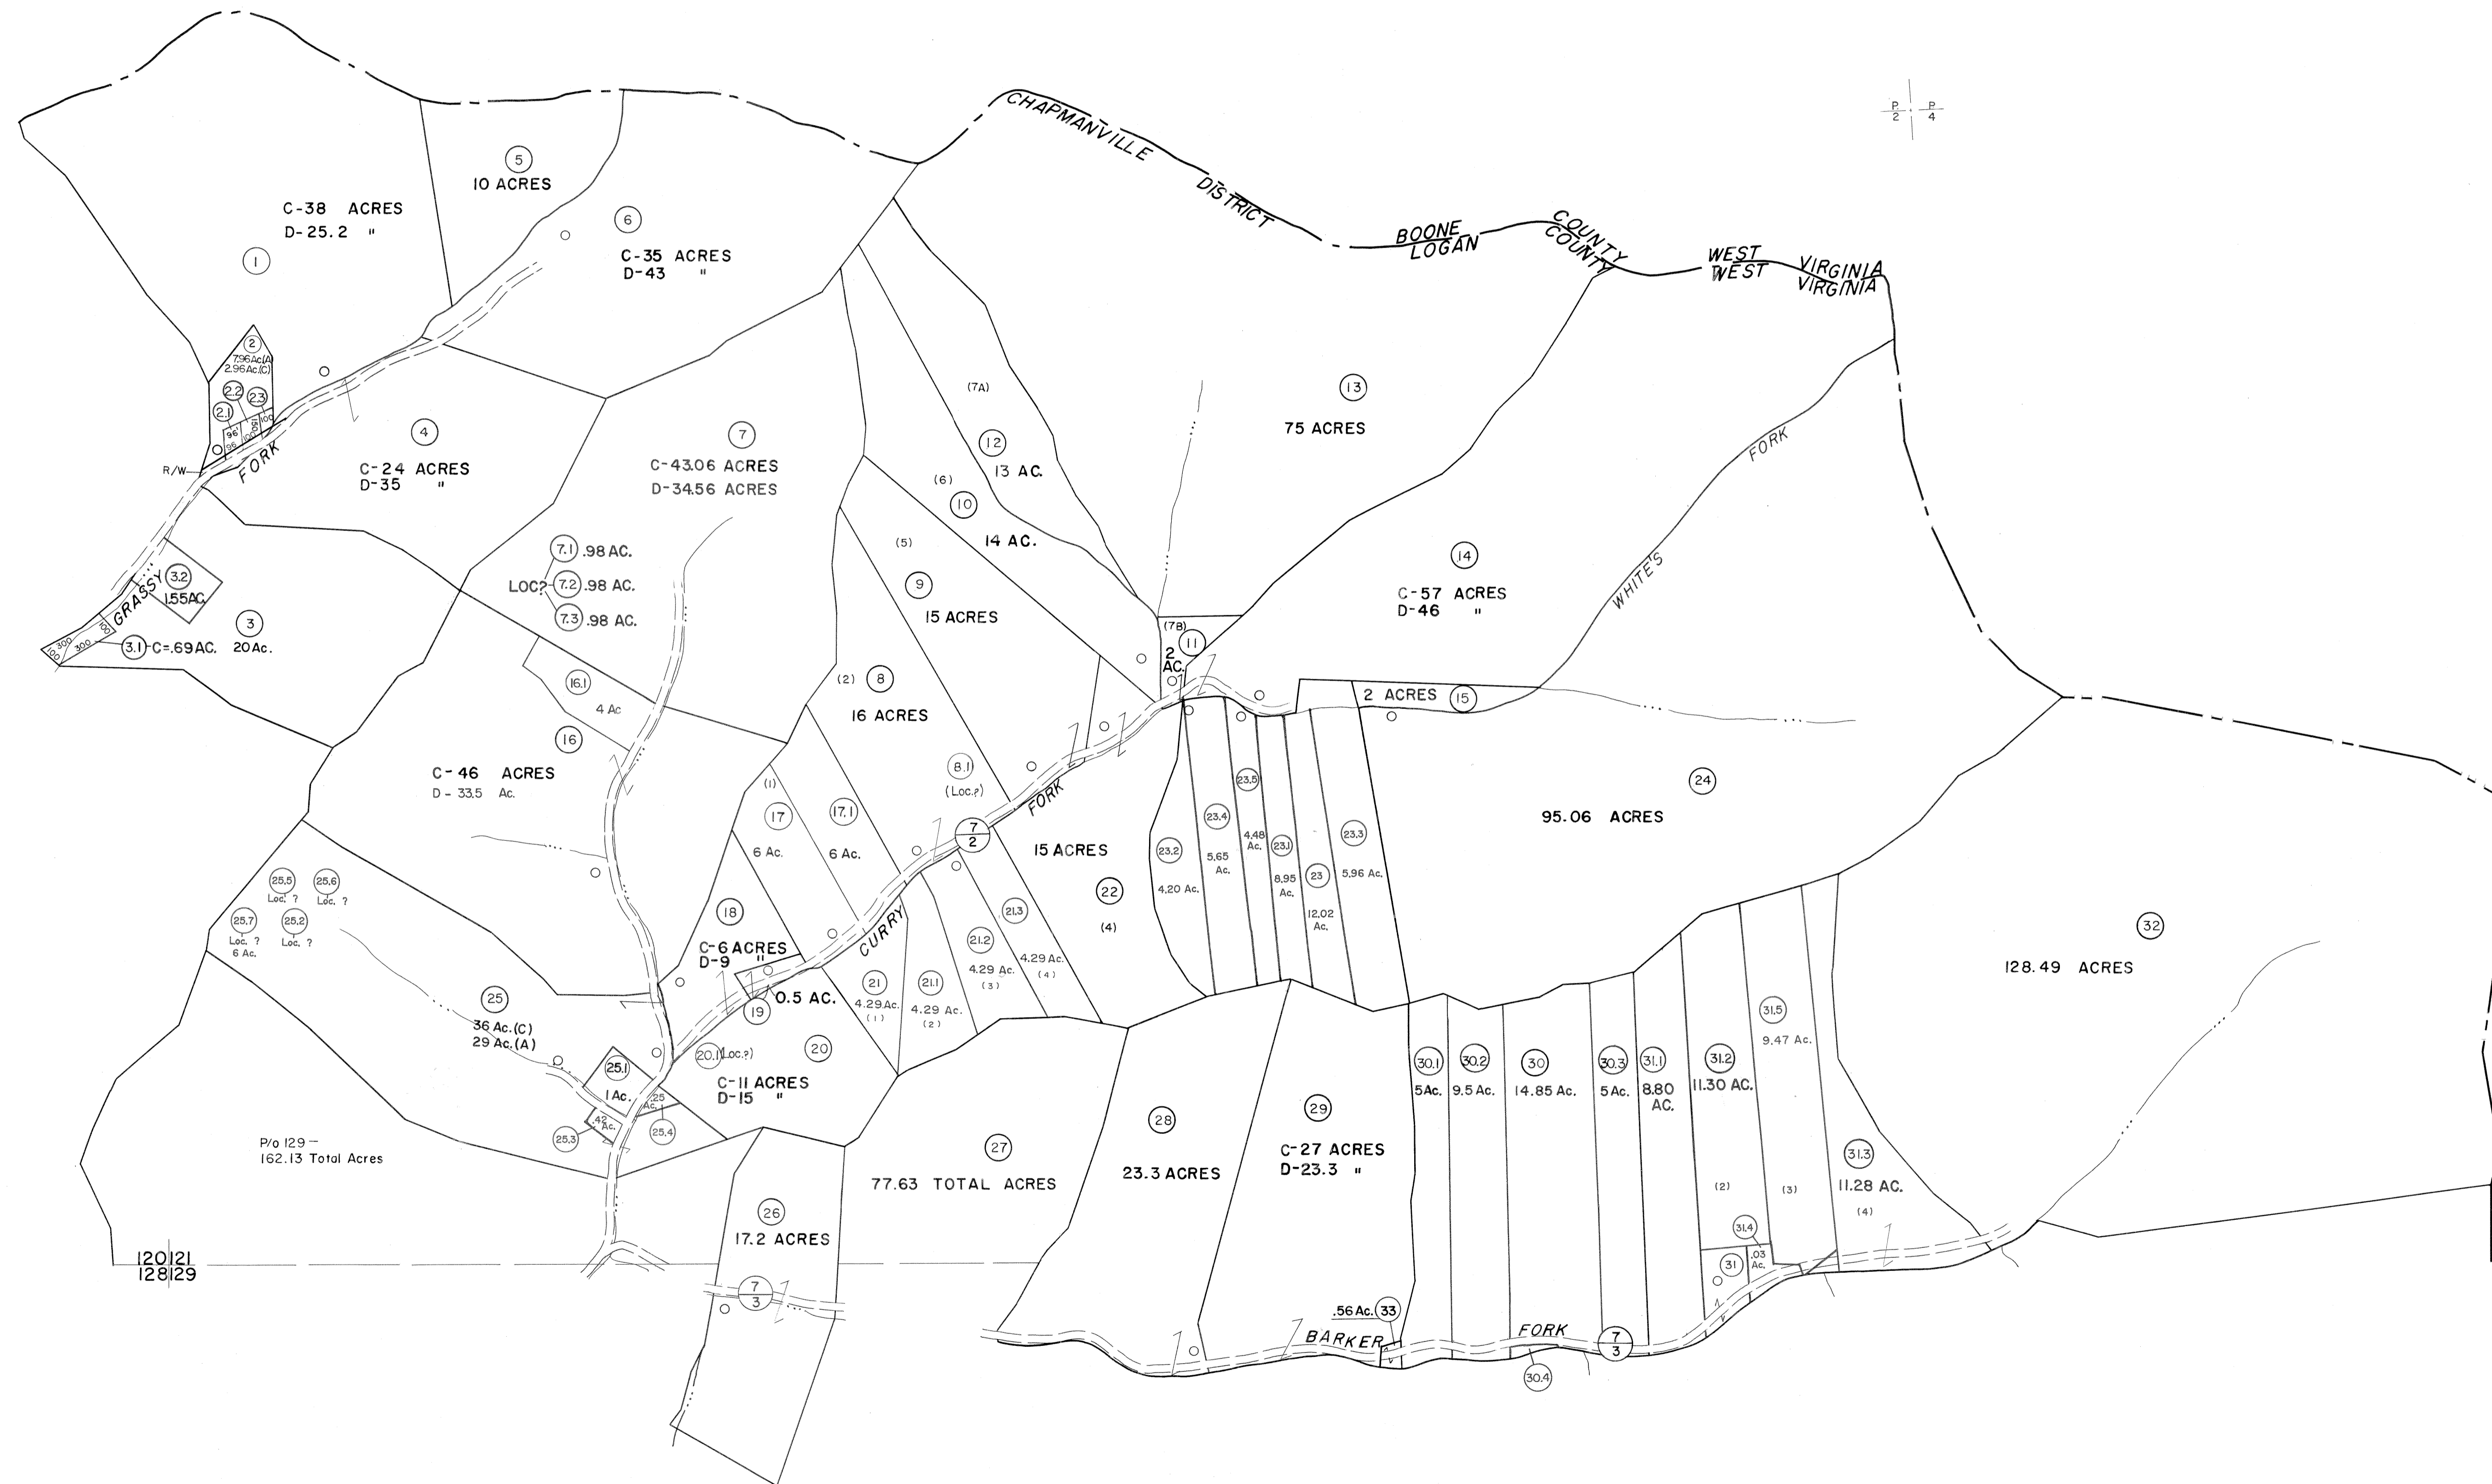 CHAPMANVILLE
DISTRICT
BOONE COUNTY
LOGAN COUNTY
WEST VIRGINIA
WEST VIRGINIA
P P
2 4
5
10 ACRES
C-38 ACRES
D-25.2 "
1
6
C-35 ACRES
D-43 "
2
7.96Ac.(A)
2.96Ac.(C)
2.2
2.3
2.1
96'
150
100
96
100
R/W
FORK
4
C-24 ACRES
D-35 "
7
C-43.06 ACRES
D-34.56 ACRES
7.1 .98 AC.
LOC? 7.2 .98 AC.
7.3 .98 AC.
(7A)
12
13 AC.
(6)
10
14 AC.
(5)
9
15 ACRES
13
75 ACRES
14
C-57 ACRES
D-46 "
WHITE'S FORK
3.2
1.55AC.
GRASSY
3
20Ac.
3.1 C=.69AC.
300
100
300
100
(7B)
11
2
AC.
2 ACRES 15
16.1
4 Ac
16
C-46 ACRES
D-33.5 Ac.
(2) 8
16 ACRES
8.1
(Loc.?)
(1)
17
6 Ac.
17.1
6 Ac.
7
2
FORK
CURRY
15 ACRES
22
(4)
23.2
4.20 Ac.
23.4
5.65
Ac.
23.5
4.48
Ac.
23.1
8.95
Ac.
23
12.02
Ac.
23.3
5.96 Ac.
24
95.06 ACRES
25.5
Loc. ?
25.6
Loc. ?
25.7
Loc. ?
6 Ac.
25.2
Loc. ?
18
C-6 ACRES
D-9 "
0.5 AC.
19
21
4.29Ac.
(1)
21.1
4.29 Ac.
(2)
21.2
4.29 Ac.
(3)
21.3
4.29 Ac.
(4)
25
36 Ac.(C)
29 Ac.(A)
20.1 (Loc.?)
20
C-11 ACRES
D-15 "
25.1
1 Ac.
.25
Ac.
.42
Ac.
25.3
25.4
P/o 129 –
162.13 Total Acres
120 121
128 129
26
17.2 ACRES
7
3
27
77.63 TOTAL ACRES
28
23.3 ACRES
29
C-27 ACRES
D-23.3 "
30.1
5Ac.
30.2
9.5 Ac.
30
14.85 Ac.
30.3
5 Ac.
31.1
8.80
AC.
31.2
11.30 AC.
(2)
31.5
9.47 Ac.
(3)
31.3
11.28 AC.
(4)
31.4
.03
Ac.
31
32
128.49 ACRES
.56Ac. 33
BARKER FORK
7
3
30.4